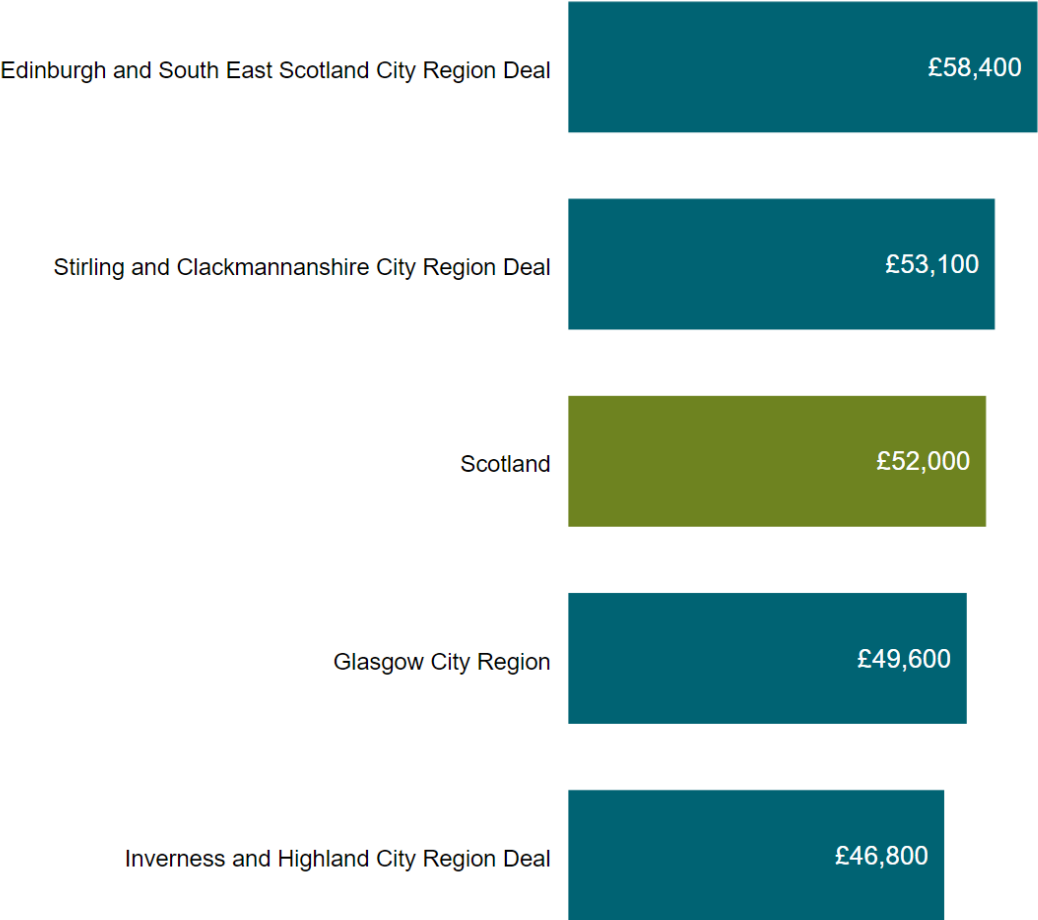 Edinburgh and South East Scotland City Region Deal £58,400
Stirling and Clackmannanshire City Region Deal £53,100
Scotland £52,000
Glasgow City Region £49,600
Inverness and Highland City Region Deal £46,800